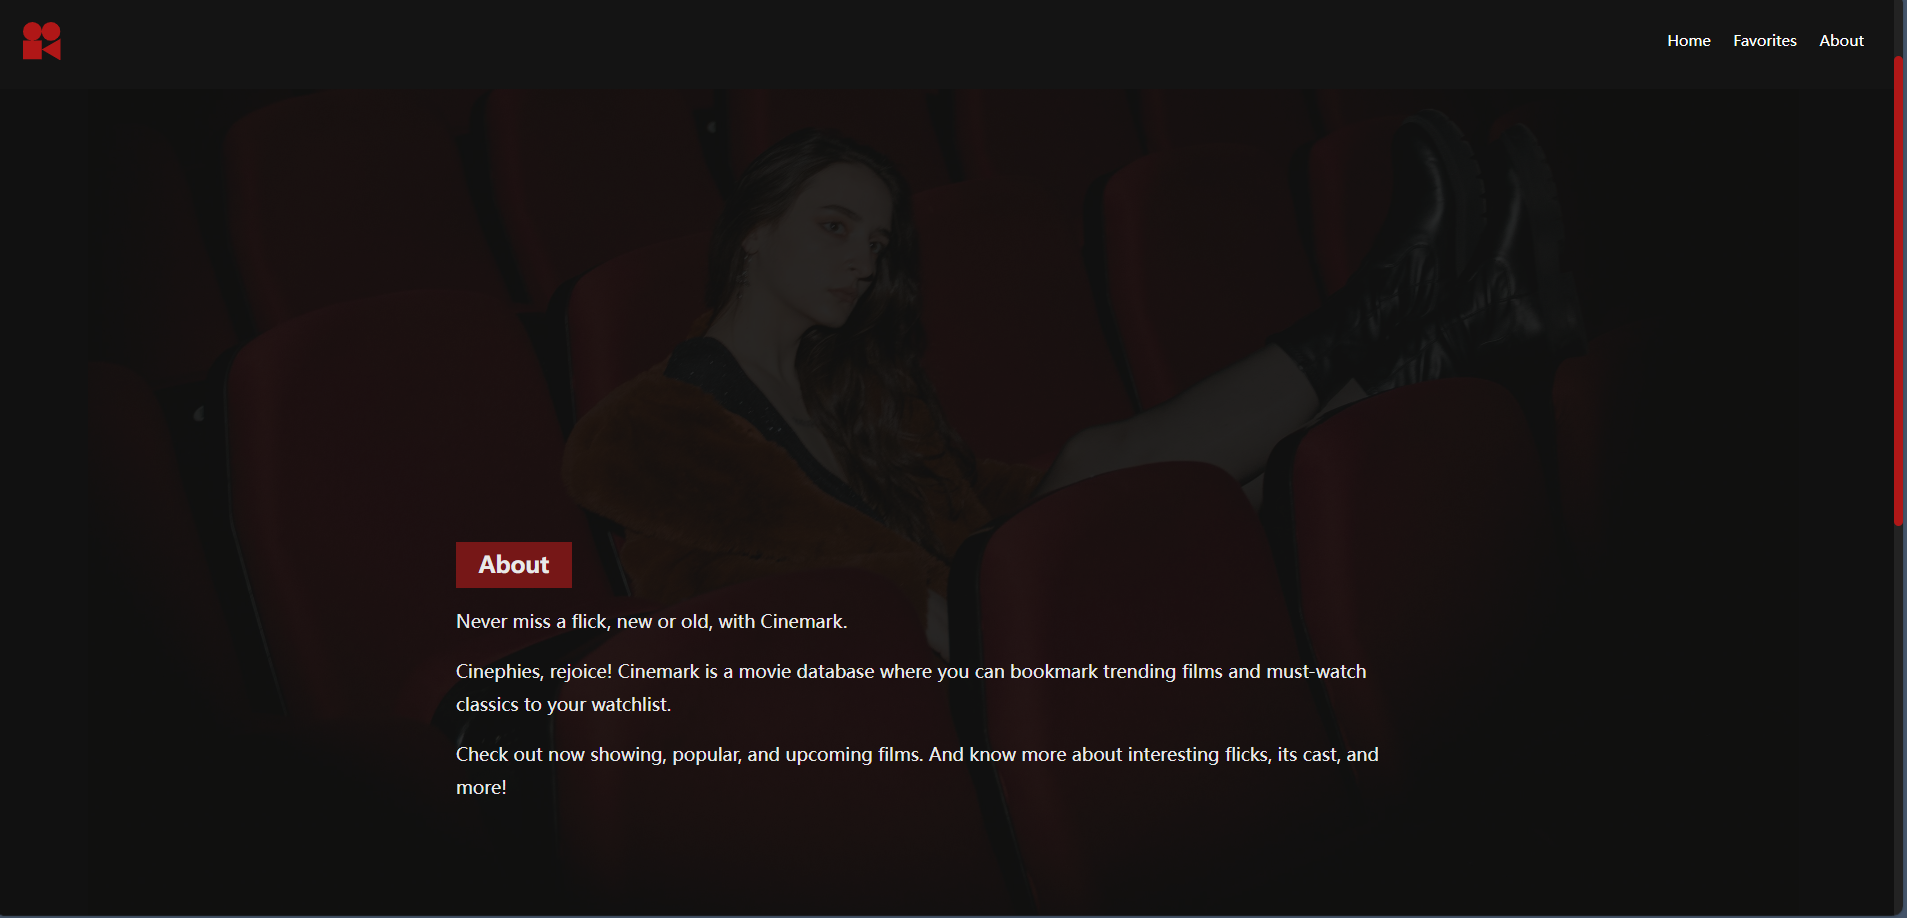 Home Favorites About
About
Never miss a flick, new or old, with Cinemark.
Cinephies, rejoice! Cinemark is a movie database where you can bookmark trending films and must-watch
classics to your watchlist.
Check out now showing, popular, and upcoming films. And know more about interesting flicks, its cast, and
more!